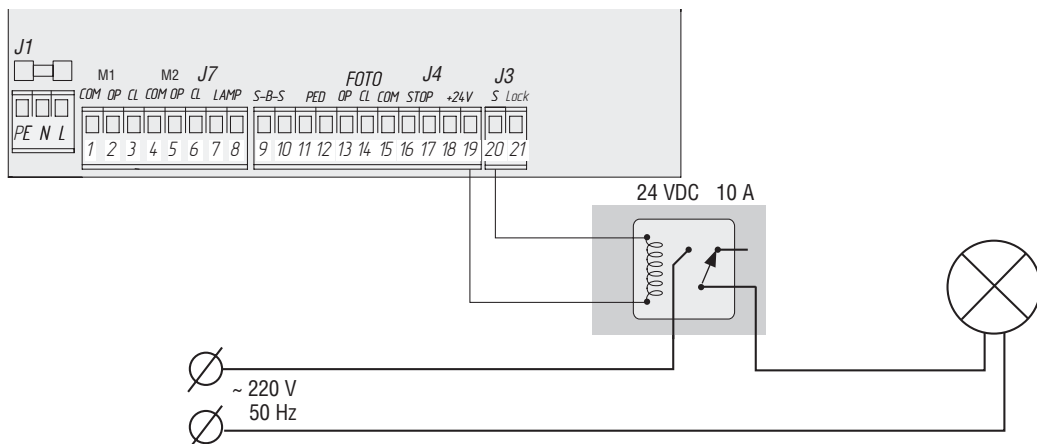 J1
M1 M2 J7 FOTO J4 J3
COM OP CL COM OP CL LAMP S-B-S PED OP CL COM STOP +24V S Lock
PE N L
1 2 3 4 5 6 7 8 9 10 11 12 13 14 15 16 17 18 19 20 21
24 VDC 10 A
~ 220 V
50 Hz